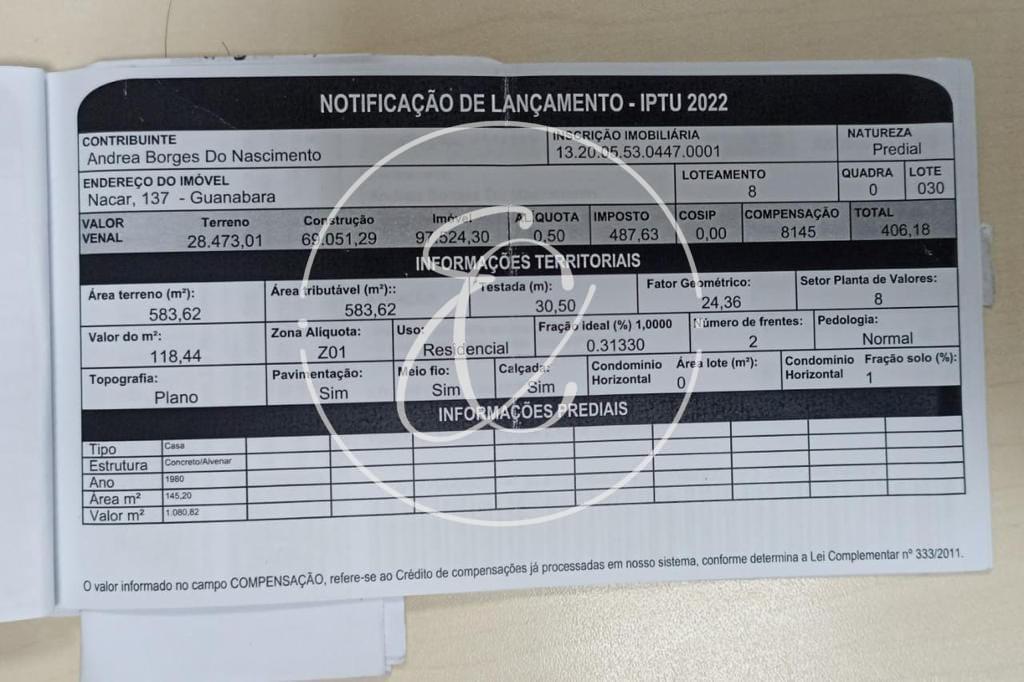 NOTIFICAÇÃO DE LANÇAMENTO - IPTU 2022
CONTRIBUINTE
Andrea Borges Do Nascimento
INSCRIÇÃO IMOBILIÁRIA
13.20.05.53.0447.0001
NATUREZA
Predial
ENDEREÇO DO IMÓVEL
Nacar, 137 - Guanabara
LOTEAMENTO
8
QUADRA
0
LOTE
030
VALOR VENAL
Terreno
28.473,01
Construção
69.051,29
Imóvel
97.524,30
ALIQUOTA
0,50
IMPOSTO
487,63
COSIP
0,00
COMPENSAÇÃO
8145
TOTAL
406,18
INFORMAÇÕES TERRITORIAIS
Área terreno (m²):
583,62
Área tributável (m²)::
583,62
Testada (m):
30,50
Fator Geométrico:
24,36
Setor Planta de Valores:
8
Valor do m²:
118,44
Zona Aliquota:
Z01
Uso:
Residencial
Fração ideal (%) 1,0000
0.31330
Número de frentes:
2
Pedologia:
Normal
Topografia:
Plano
Pavimentação:
Sim
Meio fio:
Sim
Calçada:
Sim
Condominio Horizontal
Área lote (m²):
0
Condominio Horizontal
Fração solo (%):
1
INFORMAÇÕES PREDIAIS
Tipo Casa
Estrutura Concreto/Alvenar
Ano 1980
Área m² 145,20
Valor m² 1.080,82
O valor informado no campo COMPENSAÇÃO, refere-se ao Crédito de compensações já processadas em nosso sistema, conforme determina a Lei Complementar nº 333/2011.